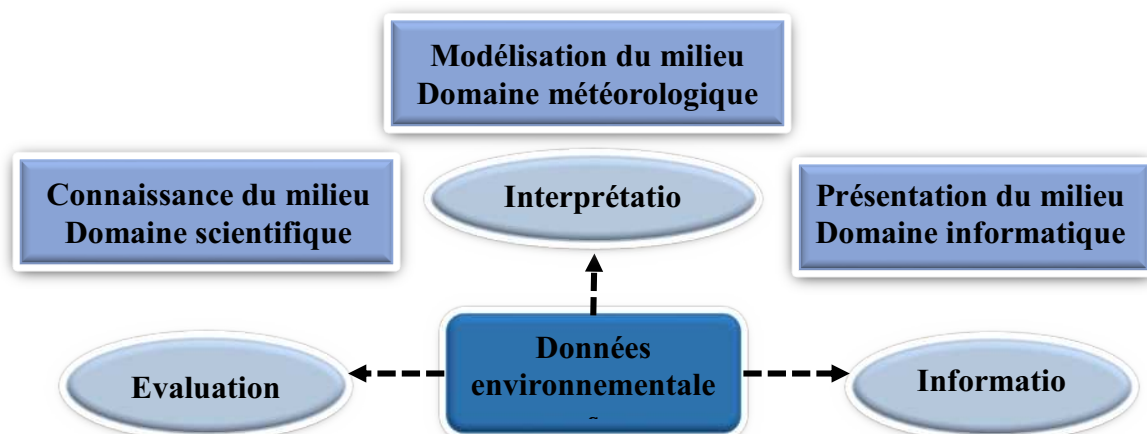 Modélisation du milieu
Domaine météorologique
Connaissance du milieu
Domaine scientifique
Interprétatio
Présentation du milieu
Domaine informatique
Evaluation
Données
environnementale
Informatio